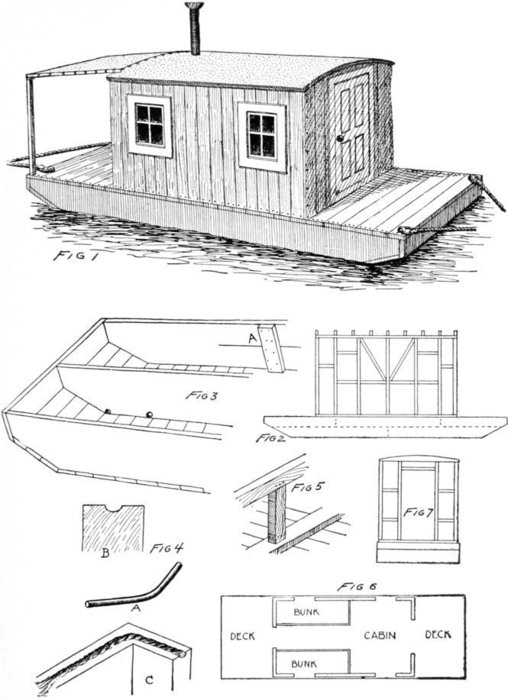 FIG 1
A
FIG 3
FIG 2
FIG 5
FIG 7
B
FIG 4
A
FIG 6
BUNK
DECK
CABIN
DECK
BUNK
C